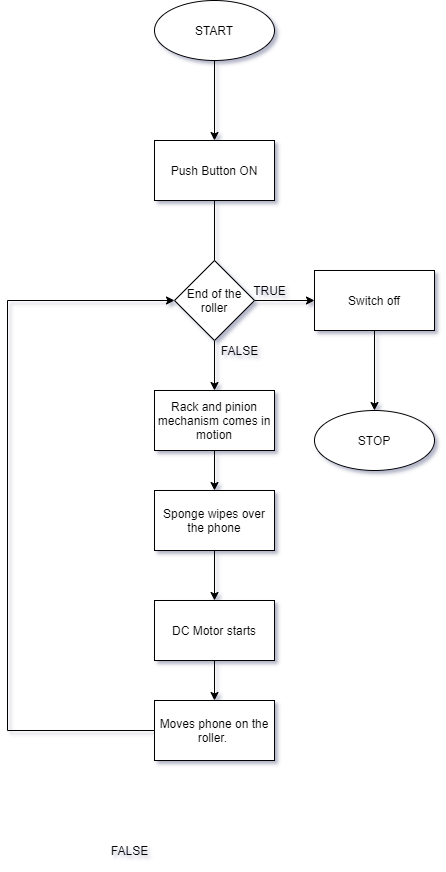 START
Push Button ON
End of the
roller
TRUE
Switch off
FALSE
STOP
Rack and pinion
mechanism comes in
motion
Sponge wipes over
the phone
DC Motor starts
Moves phone on the
roller.
FALSE